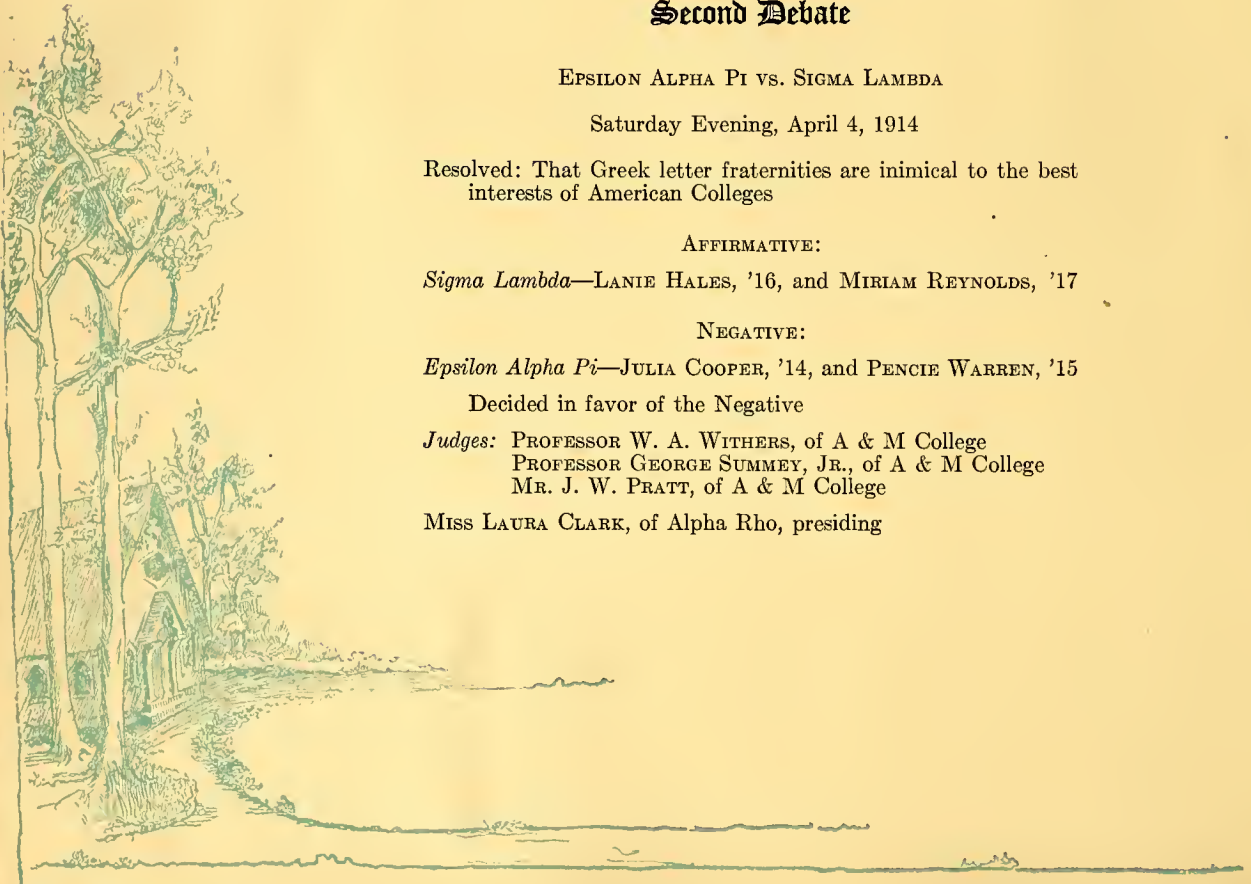 Second Debate
Epsilon Alpha Pi vs. Sigma Lambda
Saturday Evening, April 4, 1914
Resolved: That Greek letter fraternities are inimical to the best
interests of American Colleges
Affirmative:
Sigma Lambda—Lanie Hales, '16, and Miriam Reynolds, '17
Negative:
Epsilon Alpha Pi—Julia Cooper, '14, and Pencie Warren, '15
Decided in favor of the Negative
Judges: Professor W. A. Withers, of A & M College
Professor George Summey, Jr., of A & M College
Mr. J. W. Pratt, of A & M College
Miss Laura Clark, of Alpha Rho, presiding